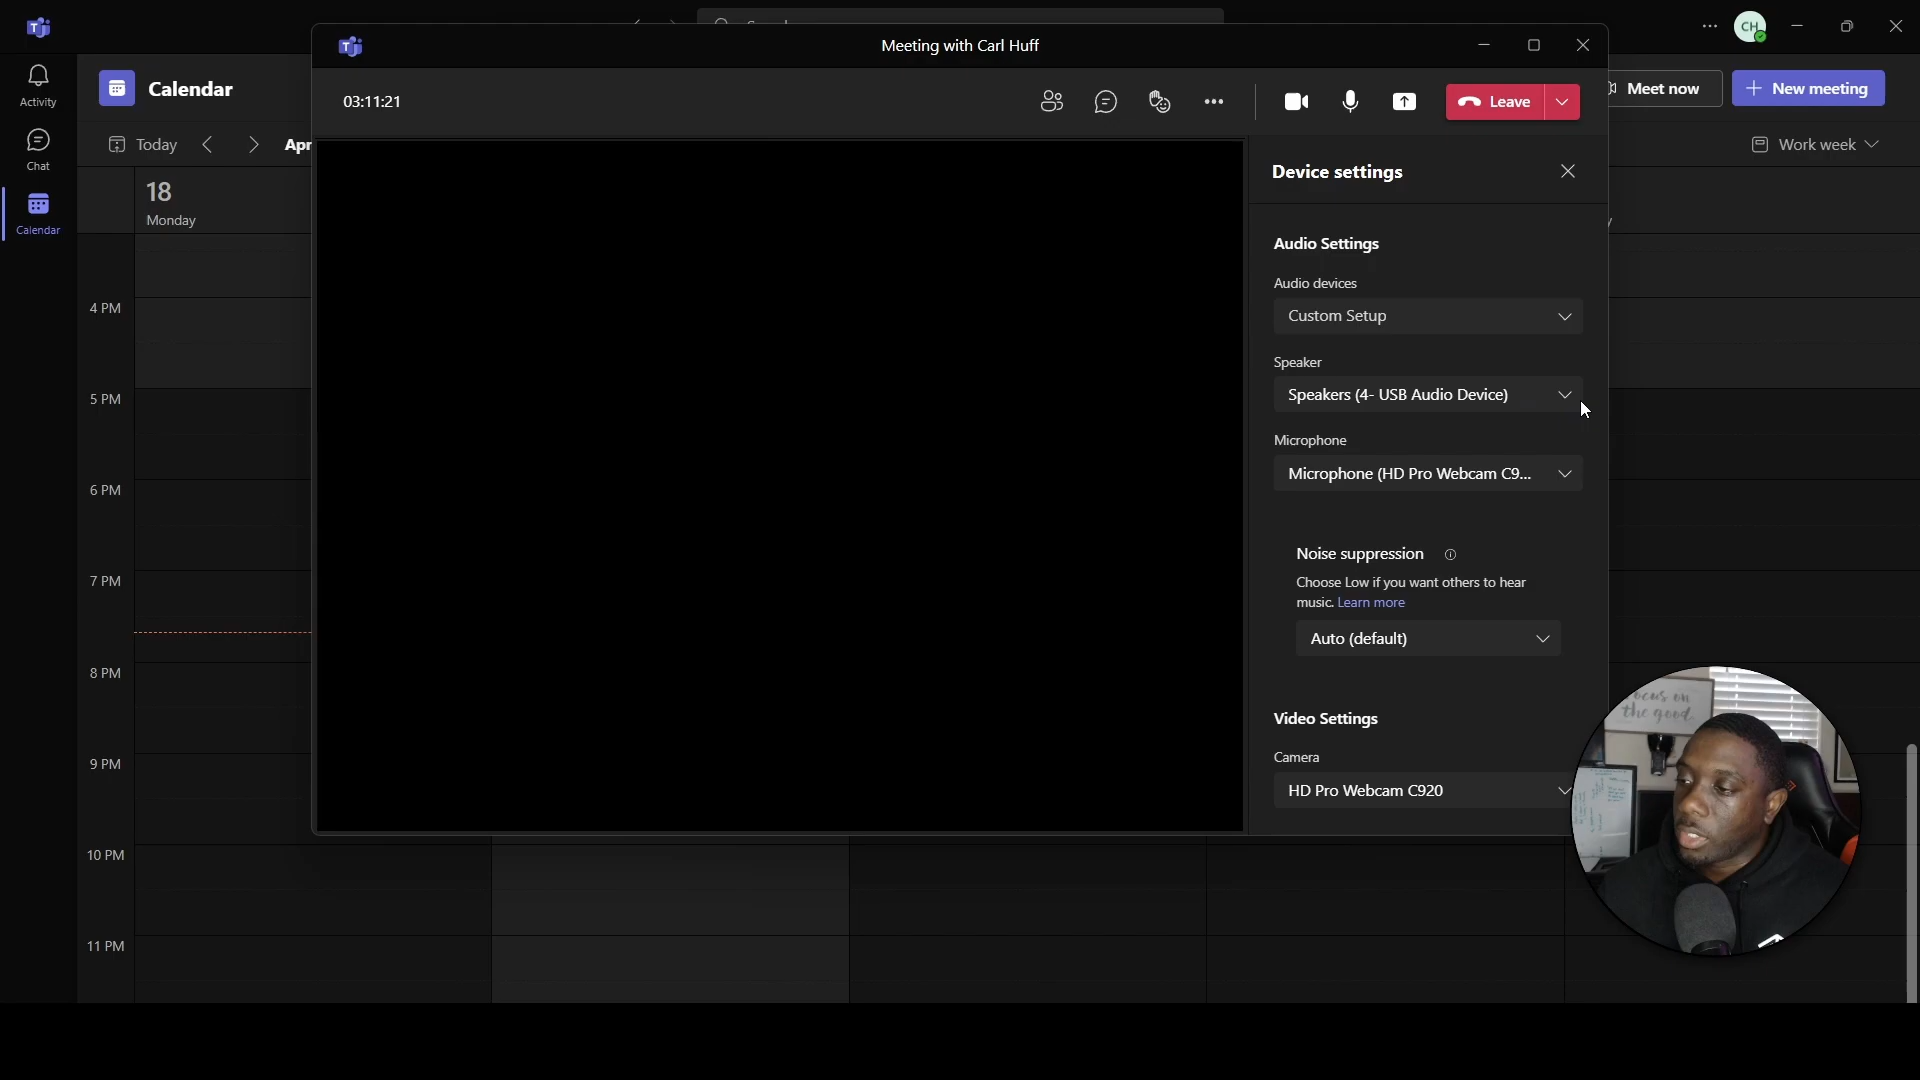 Meeting with Carl Huff
CH
Activity
Chat
Calendar
Calendar
Meet now
New meeting
03:11:21
Leave
Today
Apr
Work week
18
Monday
4 PM
5 PM
6 PM
7 PM
8 PM
9 PM
10 PM
11 PM
Device settings
Audio Settings
Audio devices
Custom Setup
Speaker
Speakers (4- USB Audio Device)
Microphone
Microphone (HD Pro Webcam C9...
Noise suppression
Choose Low if you want others to hear
music. Learn more
Auto (default)
Video Settings
Camera
HD Pro Webcam C920
focus on
the good